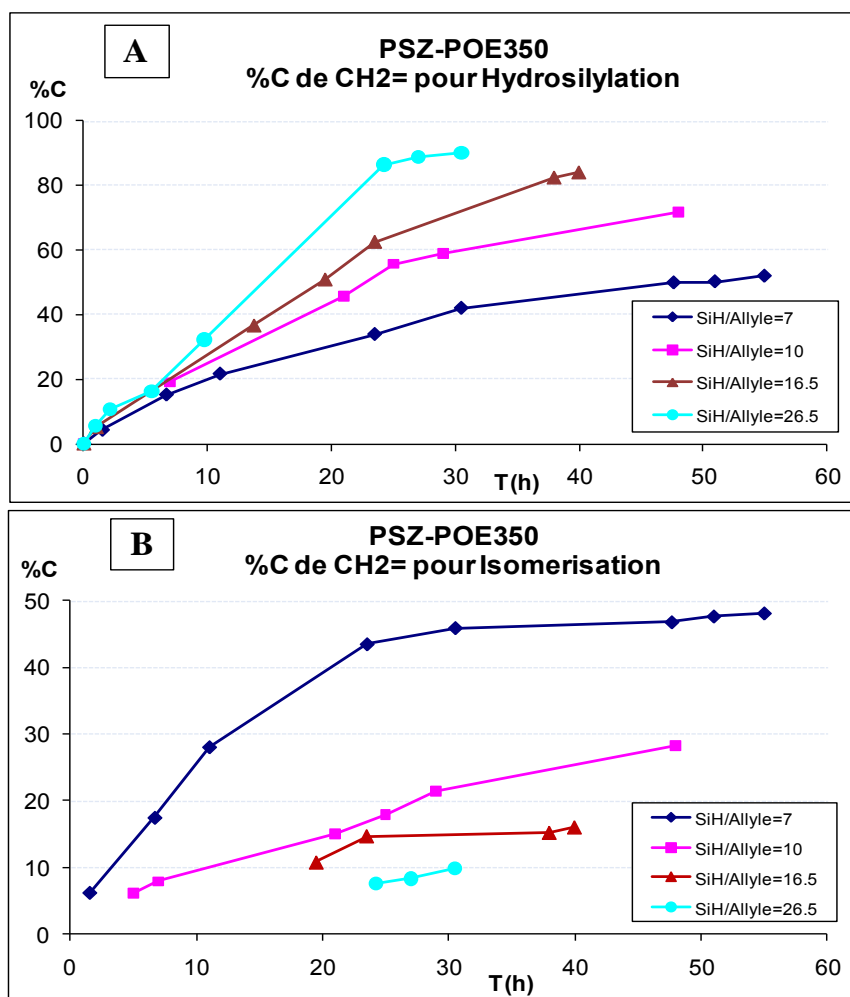 A
PSZ-POE350
%C de CH2= pour Hydrosilylation
%C
100
80
60
40
20
0
0 10 20 30 40 50 60
T(h)
SiH/Allyle=7
SiH/Allyle=10
SiH/Allyle=16.5
SiH/Allyle=26.5
B
PSZ-POE350
%C de CH2= pour Isomerisation
%C
50
40
30
20
10
0
0 10 20 30 40 50 60
T(h)
SiH/Allyle=7
SiH/Allyle=10
SiH/Allyle=16.5
SiH/Allyle=26.5